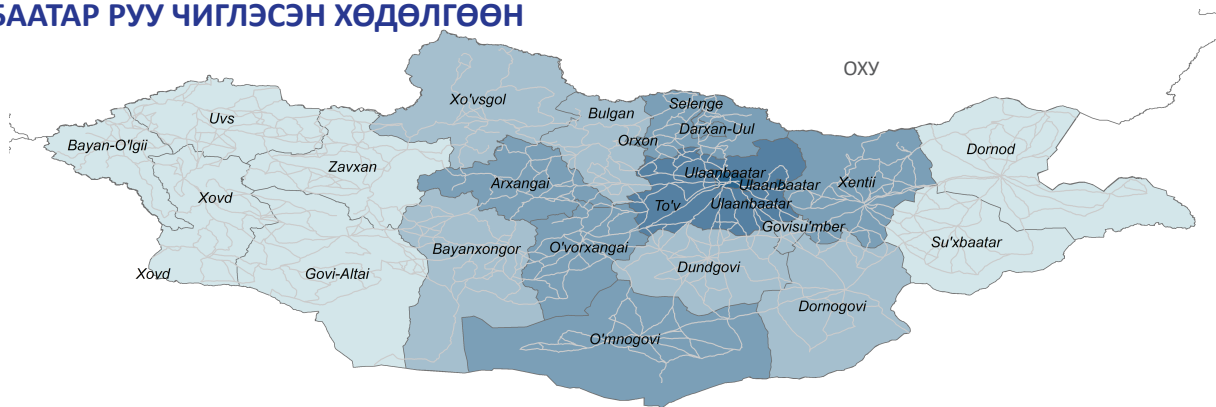 БААТАР РУУ ЧИГЛЭСЭН ХӨДӨЛГӨӨН
ОХУ
Xo'vsgol
Selenge
Bulgan
Uvs
Darxan-Uul
Orxon
Bayan-O'lgii
Dornod
Zavxan
Ulaanbaatar
Arxangai
Xentii
Ulaanbaatar
Xovd
To'v
Ulaanbaatar
Govisu'mber
Su'xbaatar
Bayanxongor
O'vorxangai
Dundgovi
Xovd
Govi-Altai
Dornogovi
O'mnogovi